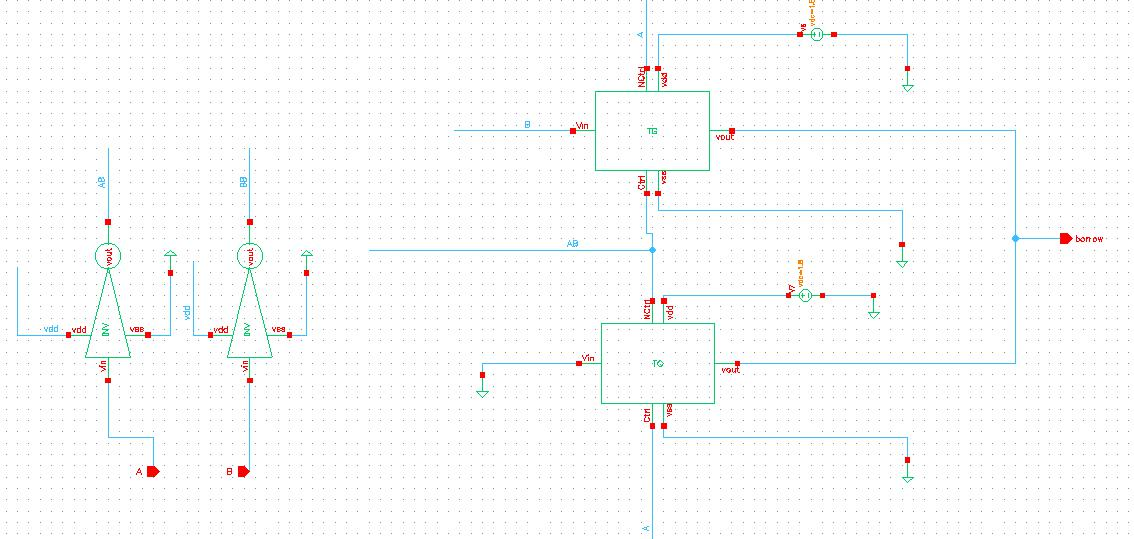 vdc=1.8
V6
A
NCtrl
vdd
B
Vin
TG
vout
Ctrl
vss
AB
BB
AB
borrow
vout
vout
vdc=1.8
V7
NCtrl
vdd
vdd
vdd
INV
vss
vdd
vdd
INV
vss
Vin
TG
vout
vin
vin
Ctrl
vss
A
B
A